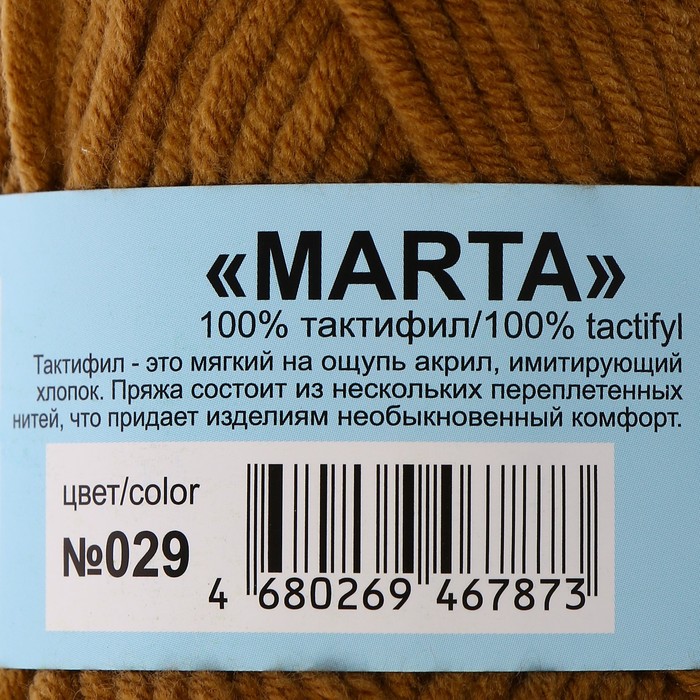 «MARTA»
100% тактифил/100% tactifyl
Тактифил - это мягкий на ощупь акрил, имитирующий
хлопок. Пряжа состоит из нескольких переплетенных
нитей, что придает изделиям необыкновенный комфорт.
цвет/color
№029
4 680269 467873